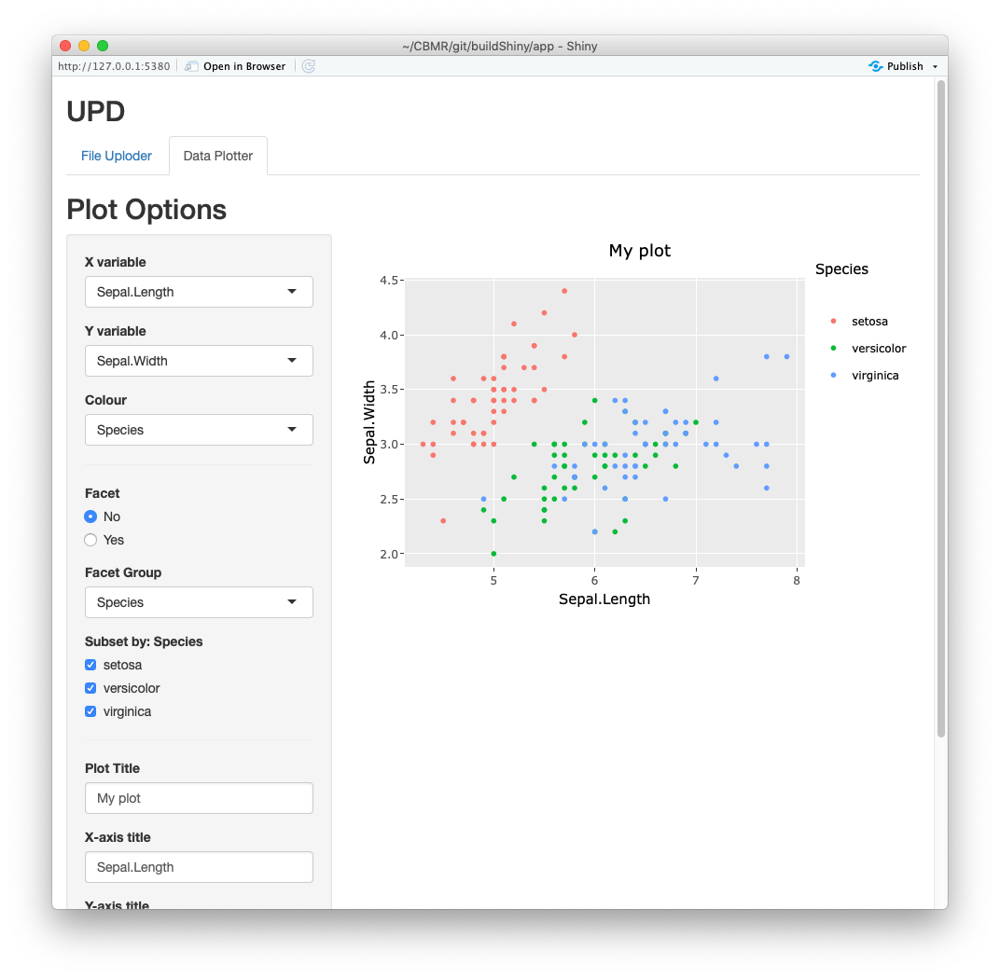 ~/CBMR/git/buildShiny/app - Shiny
http://127.0.0.1:5380 Open in Browser Publish
UPD
File Uploder Data Plotter
Plot Options
X variable
Sepal.Length
Y variable
Sepal.Width
Colour
Species
Facet
No
Yes
Facet Group
Species
Subset by: Species
setosa
versicolor
virginica
Plot Title
My plot
X-axis title
Sepal.Length
Y-axis title
My plot
Species
setosa
versicolor
virginica
4.5
4.0
3.5
3.0
2.5
2.0
Sepal.Width
5 6 7 8
Sepal.Length